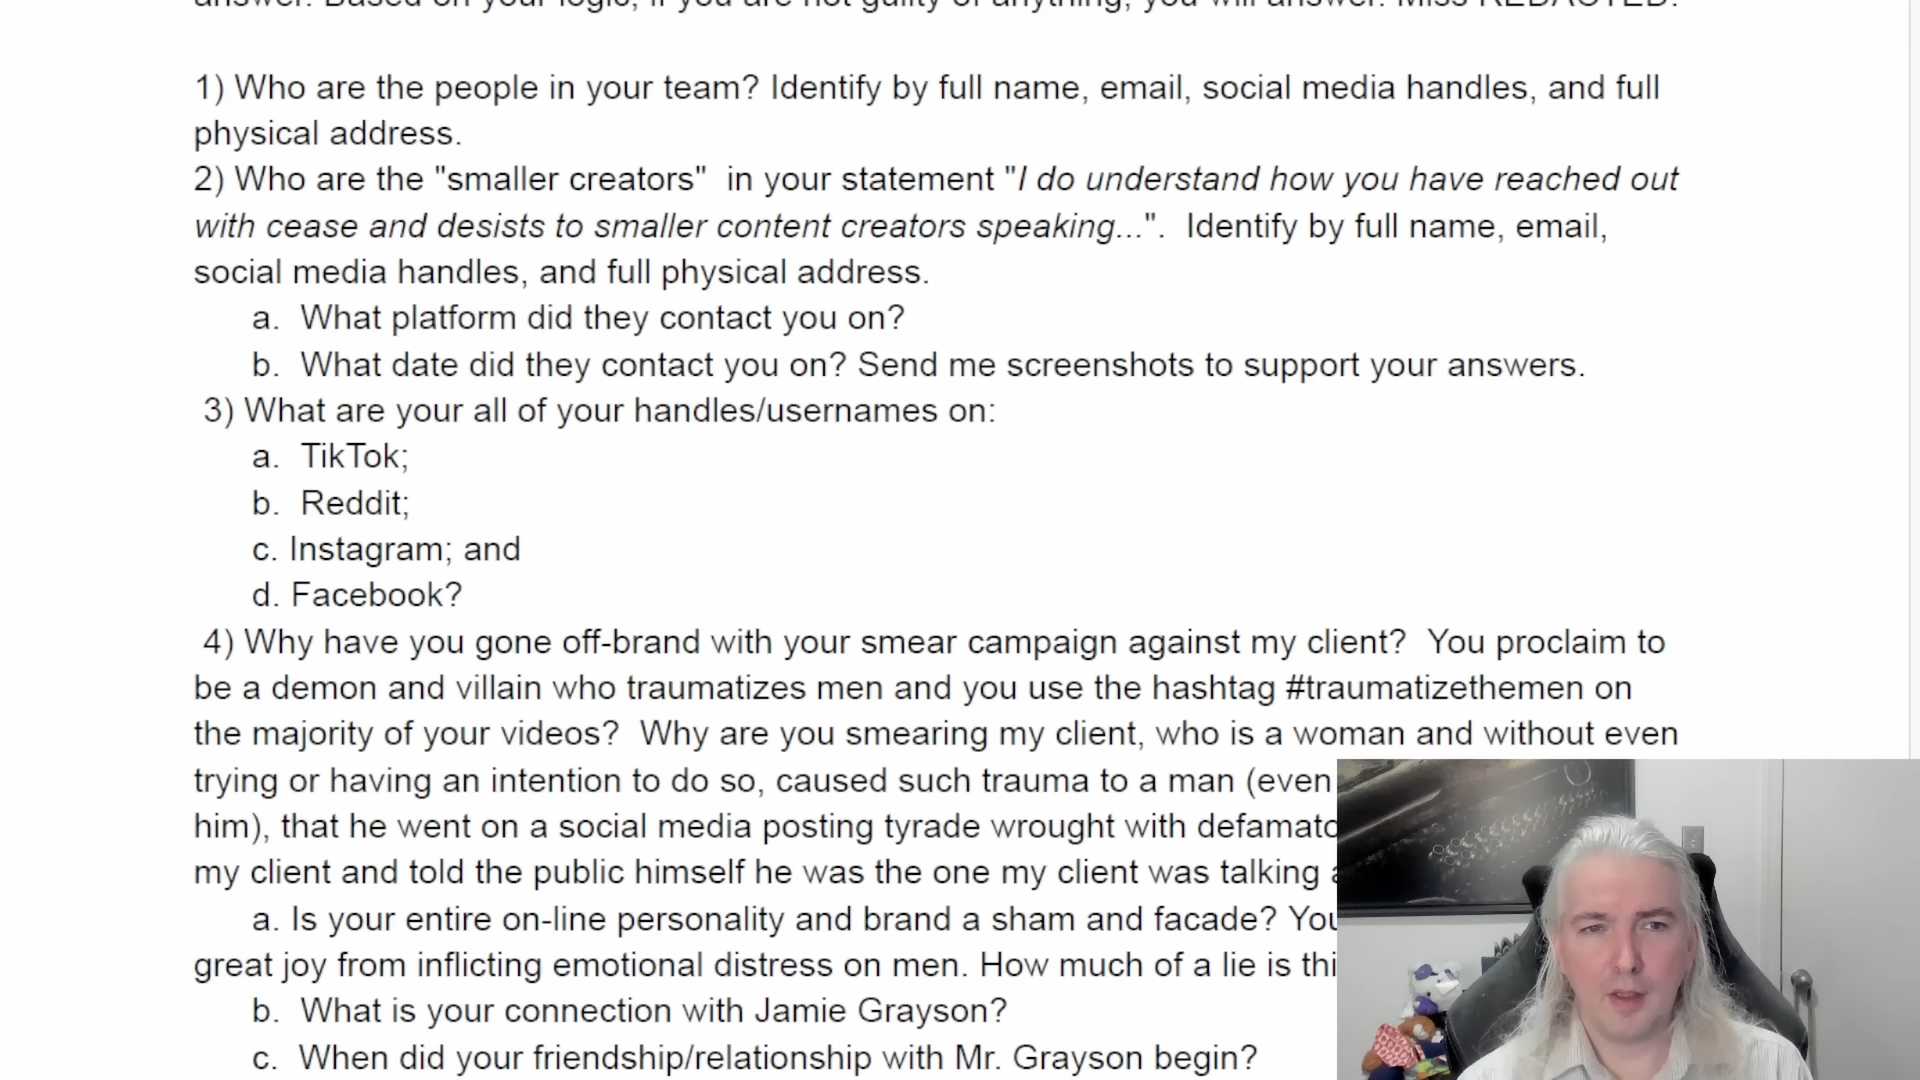 1) Who are the people in your team? Identify by full name, email, social media handles, and full
physical address.
2) Who are the "smaller creators"  in your statement "I do understand how you have reached out
with cease and desists to smaller content creators speaking...".  Identify by full name, email,
social media handles, and full physical address.
a.  What platform did they contact you on?
b.  What date did they contact you on? Send me screenshots to support your answers.
3) What are your all of your handles/usernames on:
a.  TikTok;
b.  Reddit;
c. Instagram; and
d. Facebook?
4) Why have you gone off-brand with your smear campaign against my client?  You proclaim to
be a demon and villain who traumatizes men and you use the hashtag #traumatizethemen on
the majority of your videos?  Why are you smearing my client, who is a woman and without even
trying or having an intention to do so, caused such trauma to a man (even
him), that he went on a social media posting tyrade wrought with
my client and told the public himself he was the one my client was talking
a. Is your entire on-line personality and brand a sham and facade?
great joy from inflicting emotional distress on men. How much of a lie is
b.  What is your connection with Jamie Grayson?
c.  When did your friendship/relationship with Mr. Grayson begin?